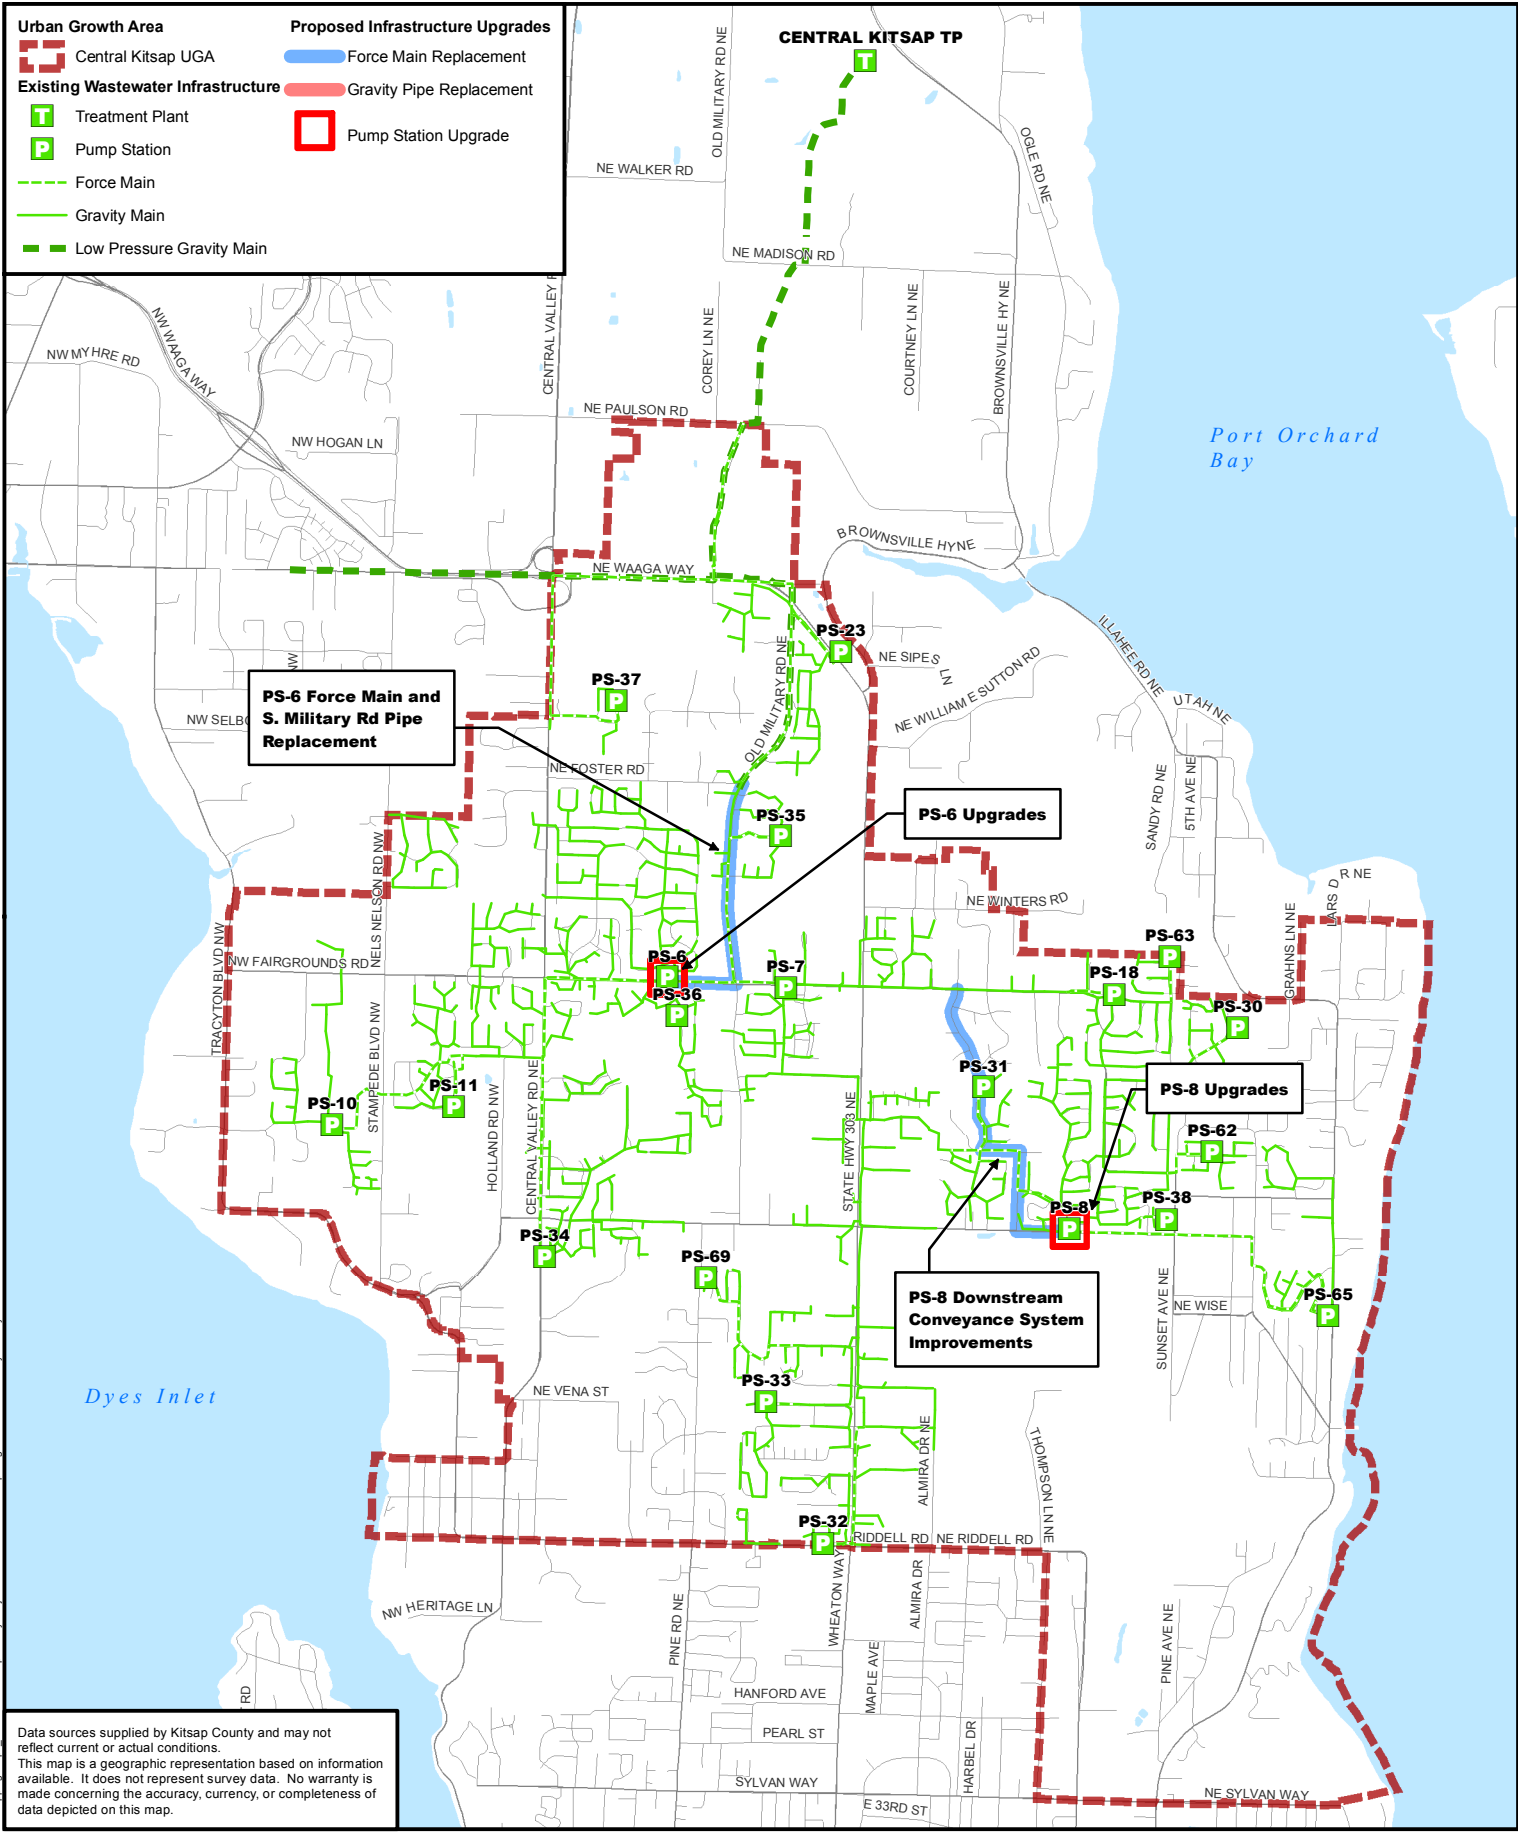 Urban Growth Area
Central Kitsap UGA
Existing Wastewater Infrastructure
T
Treatment Plant
P
Pump Station
Force Main
Gravity Main
Low Pressure Gravity Main
Proposed Infrastructure Upgrades
Force Main Replacement
Gravity Pipe Replacement
Pump Station Upgrade
CENTRAL KITSAP TP
T
OLD MILITARY RD NE
OGLE RD NE
NE WALKER RD
NE MADISON RD
CENTRAL VALLEY R
COREY LN NE
COURTNEY LN NE
BROWNSVILLE HY NE
NW WAAGA WAY
NW MYHRE RD
NE PAULSON RD
NW HOGAN LN
Port Orchard
Bay
BROWNSVILLE HY NE
NE WAAGA WAY
PS-23
P
NE SIPES LN
NE WILLIAM E SUTTON RD
ILLAHEE RD NE
UTAH NE
NW
PS-37
P
OLD MILITARY RD NE
PS-6 Force Main and
S. Military Rd Pipe
Replacement
NW SELBO
NE FOSTER RD
SANDY RD NE
5TH AVE NE
PS-35
P
PS-6 Upgrades
NELS NELSON RD NW
NE WINTERS RD
LARS DR NE
GRAHNS LN NE
TRACYTON BLVD NW
NW FAIRGROUNDS RD
PS-6
P
PS-7
P
PS-63
P
PS-18
P
PS-36
P
PS-30
P
STAMPEDE BLVD NW
PS-31
P
PS-8 Upgrades
PS-11
P
PS-10
P
HOLLAND RD NW
CENTRAL VALLEY RD NE
STATE HWY 303 NE
PS-62
P
PS-38
P
PS-8
P
PS-34
P
PS-69
P
PS-8 Downstream
Conveyance System
Improvements
SUNSET AVE NE
NE WISE
PS-65
P
Dyes Inlet
NE VENA ST
PS-33
P
ALMIRA DR NE
THOMPSON LN NE
PS-32
P
RIDDELL RD
NE RIDDELL RD
NW HERITAGE LN
PINE RD NE
WHEATON WAY
ALMIRA DR
MAPLE AVE
PINE AVE NE
RD
HANFORD AVE
PEARL ST
HARBEL DR
SYLVAN WAY
NE SYLVAN WAY
E 33RD ST
Data sources supplied by Kitsap County and may not
reflect current or actual conditions.
This map is a geographic representation based on information
available. It does not represent survey data. No warranty is
made concerning the accuracy, currency, or completeness of
data depicted on this map.